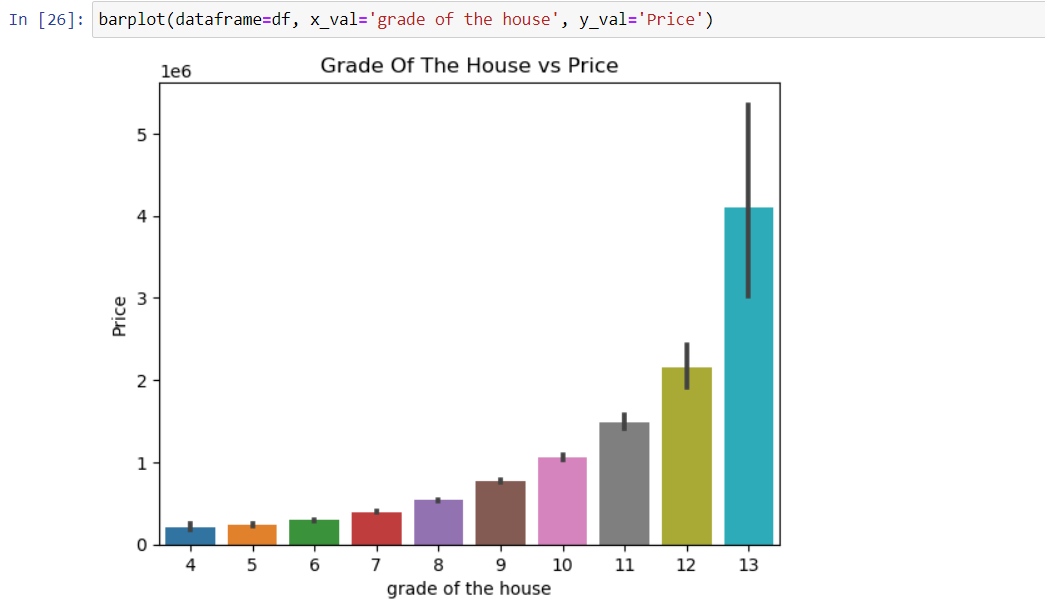 In [26]: barplot(dataframe=df, x_val='grade of the house', y_val='Price')
Grade Of The House vs Price
1e6
5
4
3
2
1
0
Price
4 5 6 7 8 9 10 11 12 13
grade of the house